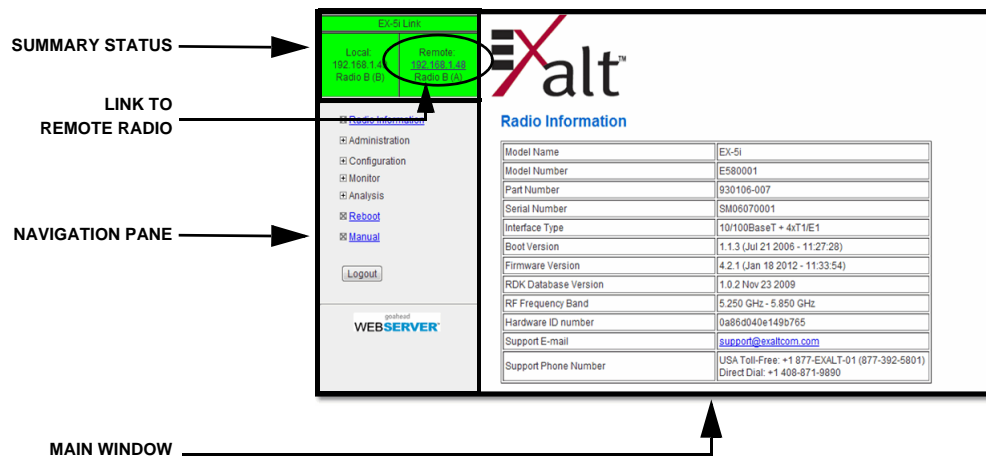 SUMMARY STATUS
LINK TO
REMOTE RADIO
NAVIGATION PANE
MAIN WINDOW
EX-5i Link
Local:
192.168.1.4
Radio B (B)
Remote:
192.168.1.48
Radio B (A)
Radio Information
Administration
Configuration
Monitor
Analysis
Reboot
Manual
Logout
goahead
WEBSERVER
EXalt™
Radio Information
Model Name EX-5i
Model Number E580001
Part Number 930106-007
Serial Number SM06070001
Interface Type 10/100BaseT + 4xT1/E1
Boot Version 1.1.3 (Jul 21 2006 - 11:27:28)
Firmware Version 4.2.1 (Jan 18 2012 - 11:33:54)
RDK Database Version 1.0.2 Nov 23 2009
RF Frequency Band 5.250 GHz - 5.850 GHz
Hardware ID number 0a86d040e149b765
Support E-mail support@exaltcom.com
Support Phone Number USA Toll-Free: +1 877-EXALT-01 (877-392-5801)
Direct Dial: +1 408-871-9890